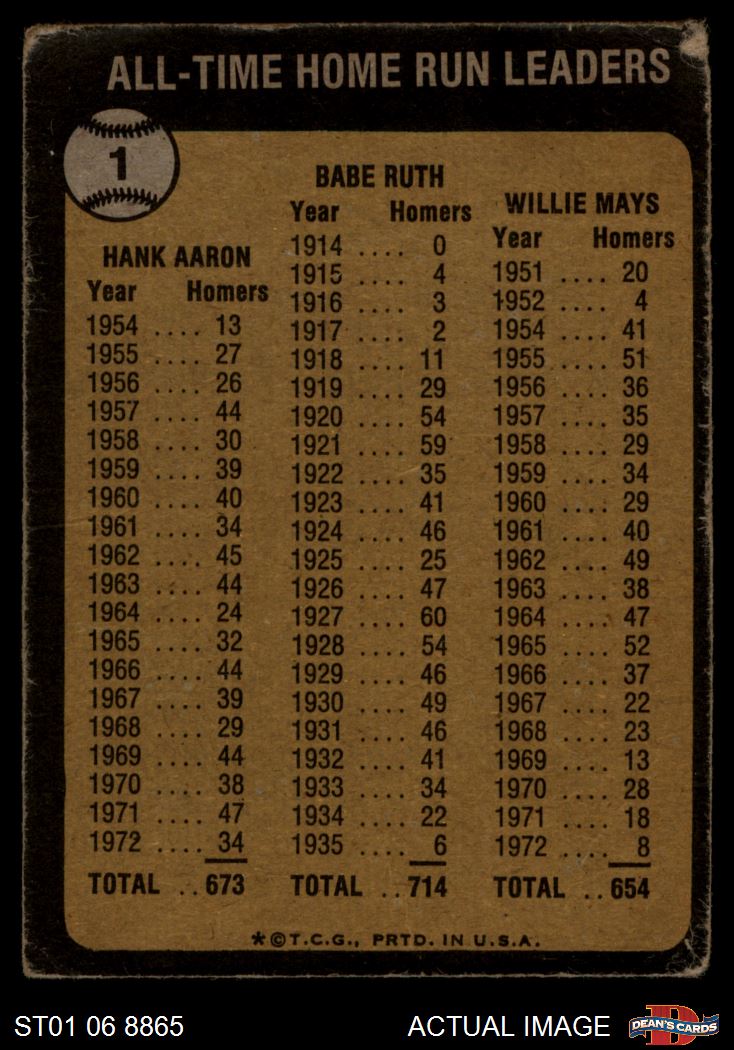 ALL-TIME HOME RUN LEADERS
1
HANK AARON
Year Homers
1954 .... 13
1955 .... 27
1956 .... 26
1957 .... 44
1958 .... 30
1959 .... 39
1960 .... 40
1961 .... 34
1962 .... 45
1963 .... 44
1964 .... 24
1965 .... 32
1966 .... 44
1967 .... 39
1968 .... 29
1969 .... 44
1970 .... 38
1971 .... 47
1972 .... 34
TOTAL .. 673
BABE RUTH
Year Homers
1914 .... 0
1915 .... 4
1916 .... 3
1917 .... 2
1918 .... 11
1919 .... 29
1920 .... 54
1921 .... 59
1922 .... 35
1923 .... 41
1924 .... 46
1925 .... 25
1926 .... 47
1927 .... 60
1928 .... 54
1929 .... 46
1930 .... 49
1931 .... 46
1932 .... 41
1933 .... 34
1934 .... 22
1935 .... 6
TOTAL .. 714
WILLIE MAYS
Year Homers
1951 .... 20
1952 .... 4
1954 .... 41
1955 .... 51
1956 .... 36
1957 .... 35
1958 .... 29
1959 .... 34
1960 .... 29
1961 .... 40
1962 .... 49
1963 .... 38
1964 .... 47
1965 .... 52
1966 .... 37
1967 .... 22
1968 .... 23
1969 .... 13
1970 .... 28
1971 .... 18
1972 .... 8
TOTAL .. 654
*©T.C.G., PRTD. IN U.S.A.
ST01 06 8865
ACTUAL IMAGE
D
DEAN'S CARDS